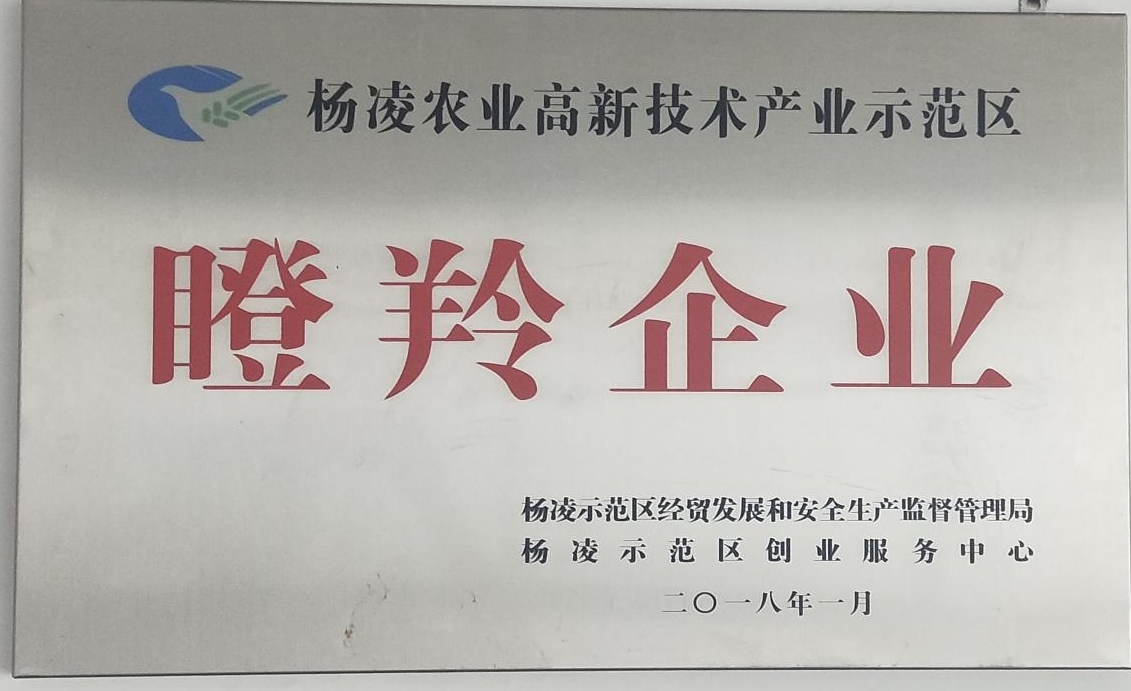 杨凌农业高新技术产业示范区
瞪羚企业
杨凌示范区经贸发展和安全生产监督管理局
杨凌示范区创业服务中心
二〇一八年一月